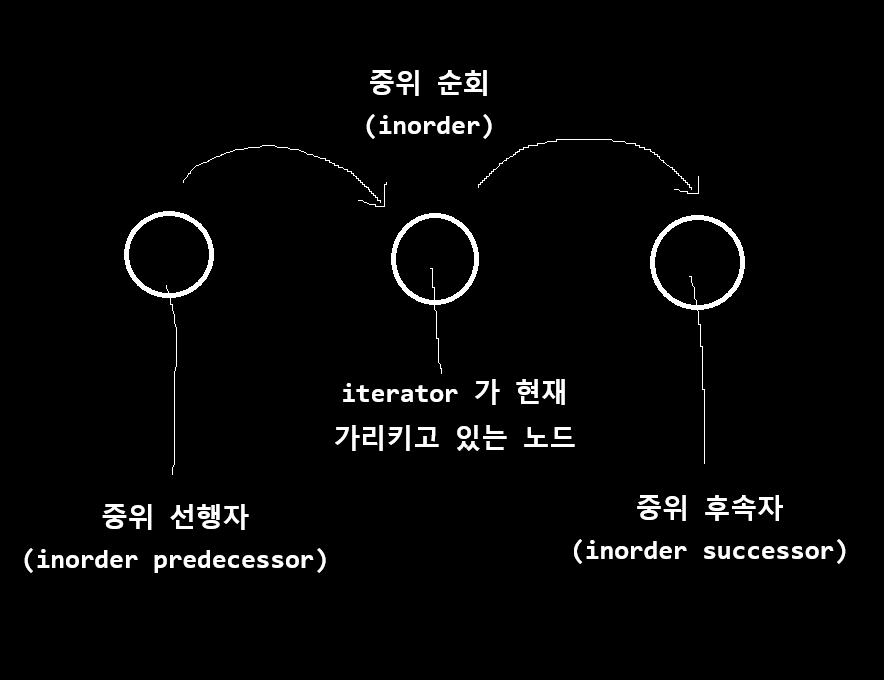 중위 순회
(inorder)
iterator 가 현재
가리키고 있는 노드
중위 선행자
(inorder predecessor)
중위 후속자
(inorder successor)